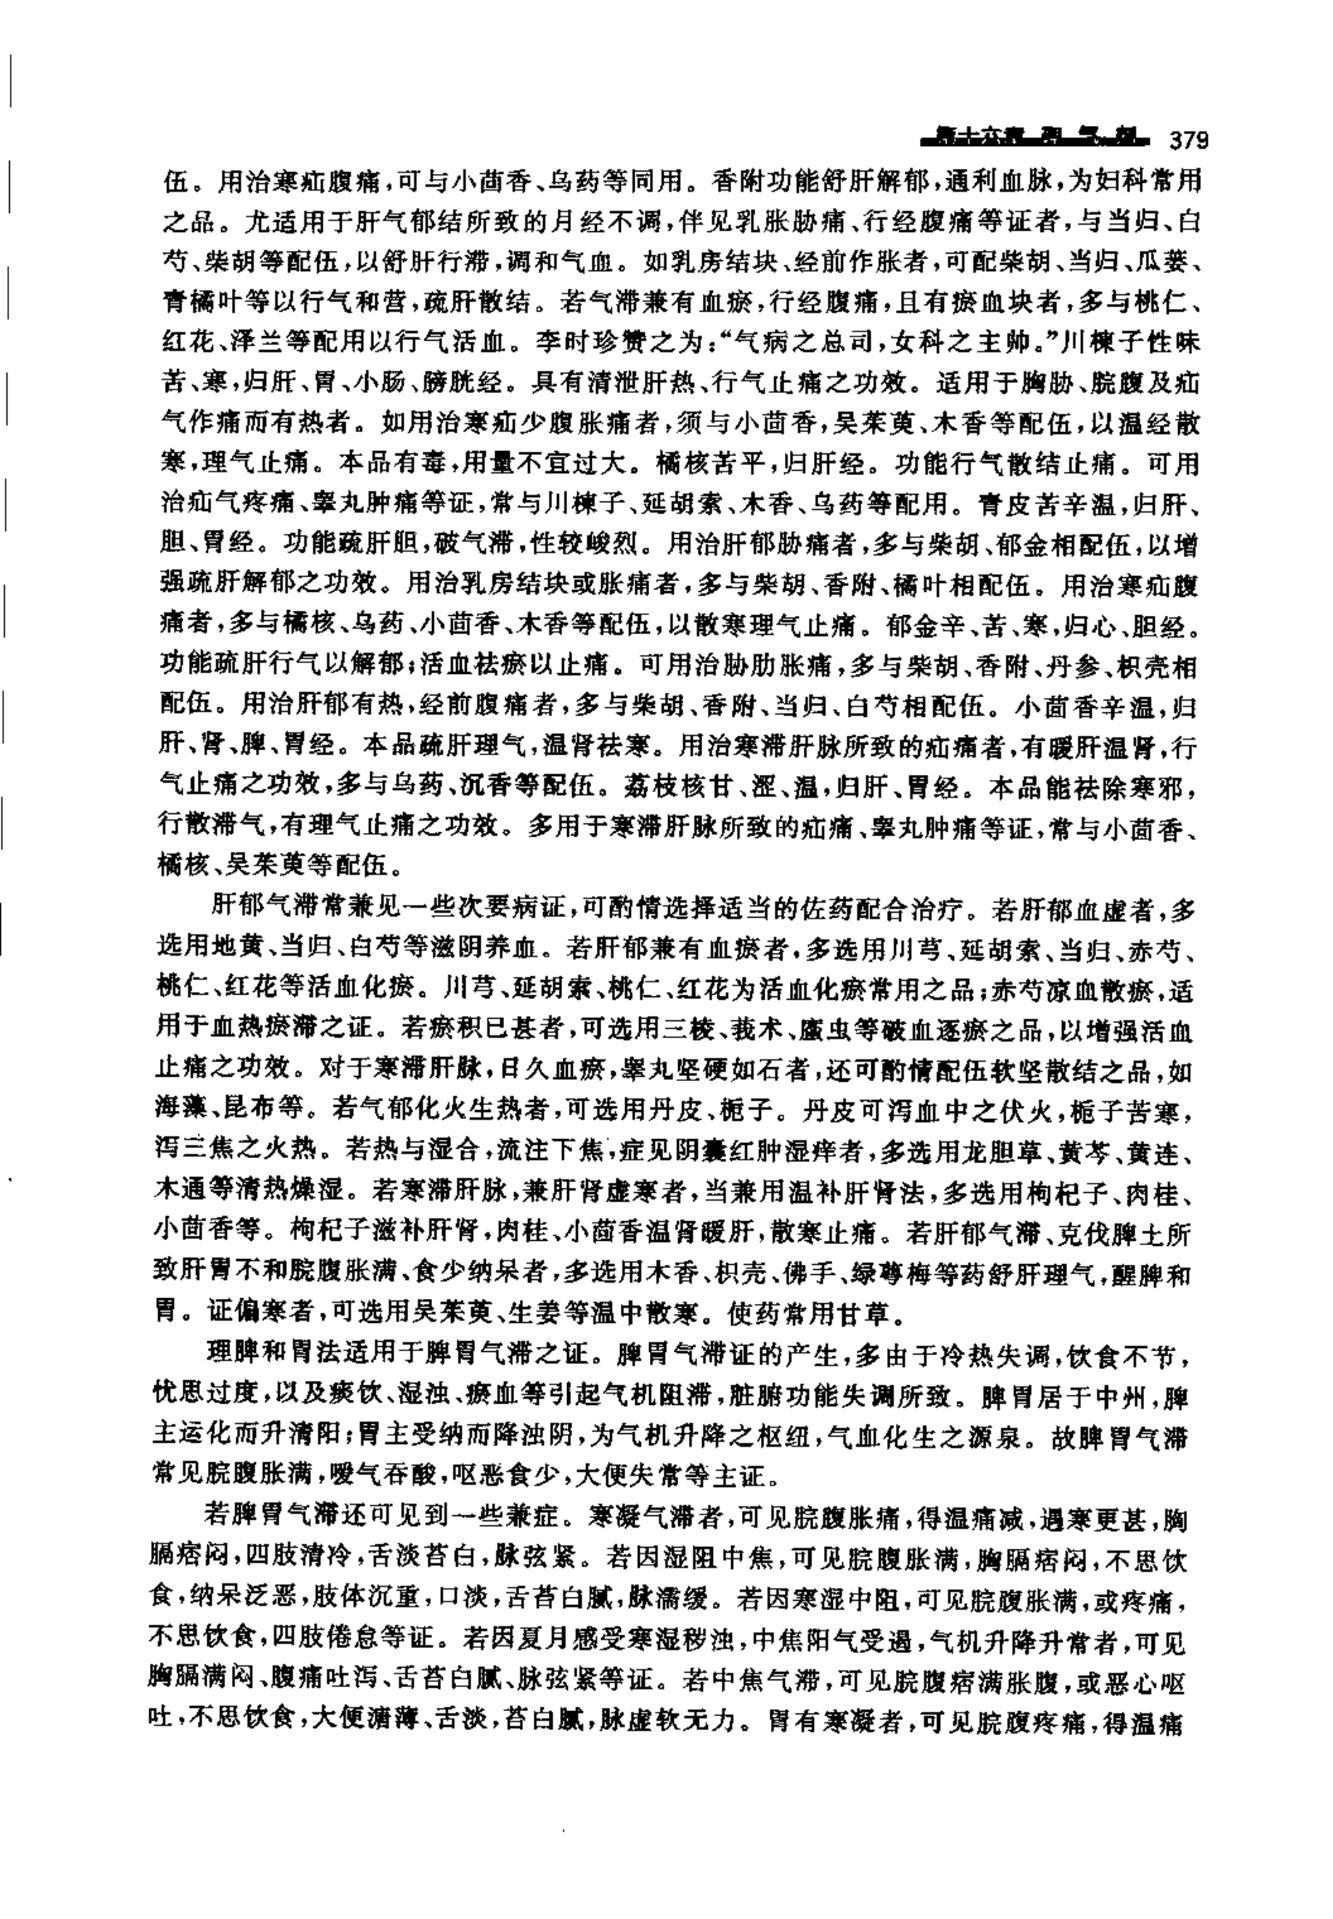 第十六章 理气剂 379
伍。用治寒疝腹痛,可与小茴香、乌药等同用。香附功能舒肝解郁,通利血脉,为妇科常用
之品。尤适用于肝气郁结所致的月经不调,伴见乳胀胁痛、行经腹痛等证者,与当归、白
芍、柴胡等配伍,以舒肝行滞,调和气血。如乳房结块、经前作胀者,可配柴胡、当归、瓜蒌、
青橘叶等以行气和营,疏肝散结。若气滞兼有血瘀,行经腹痛,且有瘀血块者,多与桃仁、
红花、泽兰等配用以行气活血。李时珍赞之为:“气病之总司,女科之主帅。”川楝子性味
苦、寒,归肝、胃、小肠、膀胱经。具有清泄肝热、行气止痛之功效。适用于胸胁、脘腹及疝
气作痛而有热者。如用治寒疝少腹胀痛者,须与小茴香,吴茱萸、木香等配伍,以温经散
寒,理气止痛。本品有毒,用量不宜过大。橘核苦平,归肝经。功能行气散结止痛。可用
治疝气疼痛、睾丸肿痛等证,常与川楝子、延胡索、木香、乌药等配用。青皮苦辛温,归肝、
胆、胃经。功能疏肝胆,破气滞,性较峻烈。用治肝郁胁痛者,多与柴胡、郁金相配伍,以增
强疏肝解郁之功效。用治乳房结块或胀痛者,多与柴胡、香附、橘叶相配伍。用治寒疝腹
痛者,多与橘核、乌药、小茴香、木香等配伍,以散寒理气止痛。郁金辛、苦、寒,归心、胆经。
功能疏肝行气以解郁;活血祛瘀以止痛。可用治胁肋胀痛,多与柴胡、香附、丹参、枳壳相
配伍。用治肝郁有热,经前腹痛者,多与柴胡、香附、当归、白芍相配伍。小茴香辛温,归
肝、肾、脾、胃经。本品疏肝理气,温肾祛寒。用治寒滞肝脉所致的疝痛者,有暖肝温肾,行
气止痛之功效,多与乌药、沉香等配伍。荔枝核甘、涩、温,归肝、胃经。本品能祛除寒邪,
行散滞气,有理气止痛之功效。多用于寒滞肝脉所致的疝痛、睾丸肿痛等证,常与小茴香、
橘核、吴茱萸等配伍。
肝郁气滞常兼见一些次要病证,可酌情选择适当的佐药配合治疗。若肝郁血虚者,多
选用地黄、当归、白芍等滋阴养血。若肝郁兼有血瘀者,多选用川芎、延胡索、当归、赤芍、
桃仁、红花等活血化瘀。川芎、延胡索、桃仁、红花为活血化瘀常用之品;赤芍凉血散瘀,适
用于血热瘀滞之证。若瘀积已甚者,可选用三棱、莪术、䗪虫等破血逐瘀之品,以增强活血
止痛之功效。对于寒滞肝脉,日久血瘀,睾丸坚硬如石者,还可酌情配伍软坚散结之品,如
海藻、昆布等。若气郁化火生热者,可选用丹皮、栀子。丹皮可泻血中之伏火,栀子苦寒,
泻三焦之火热。若热与湿合,流注下焦,症见阴囊红肿湿痒者,多选用龙胆草、黄芩、黄连、
木通等清热燥湿。若寒滞肝脉,兼肝肾虚寒者,当兼用温补肝肾法,多选用枸杞子、肉桂、
小茴香等。枸杞子滋补肝肾,肉桂、小茴香温肾暖肝,散寒止痛。若肝郁气滞、克伐脾土所
致肝胃不和脘腹胀满、食少纳呆者,多选用木香、枳壳、佛手、绿萼梅等药舒肝理气,醒脾和
胃。证偏寒者,可选用吴茱萸、生姜等温中散寒。使药常用甘草。
理脾和胃法适用于脾胃气滞之证。脾胃气滞证的产生,多由于冷热失调,饮食不节,
忧思过度,以及痰饮、湿浊、瘀血等引起气机阻滞,脏腑功能失调所致。脾胃居于中州,脾
主运化而升清阳;胃主受纳而降浊阴,为气机升降之枢纽,气血化生之源泉。故脾胃气滞
常见脘腹胀满,嗳气吞酸,呕恶食少,大便失常等主证。
若脾胃气滞还可见到一些兼症。寒凝气滞者,可见脘腹胀痛,得温痛减,遇寒更甚,胸
膈痞闷,四肢清冷,舌淡苔白,脉弦紧。若因湿阻中焦,可见脘腹胀满,胸膈痞闷,不思饮
食,纳呆泛恶,肢体沉重,口淡,舌苔白腻,脉濡缓。若因寒湿中阻,可见脘腹胀满,或疼痛,
不思饮食,四肢倦怠等证。若因夏月感受寒湿秽浊,中焦阳气受遏,气机升降升常者,可见
胸膈满闷、腹痛吐泻、舌苔白腻、脉弦紧等证。若中焦气滞,可见脘腹痞满胀腹,或恶心呕
吐,不思饮食,大便溏薄、舌淡,苔白腻,脉虚软无力。胃有寒凝者,可见脘腹疼痛,得温痛